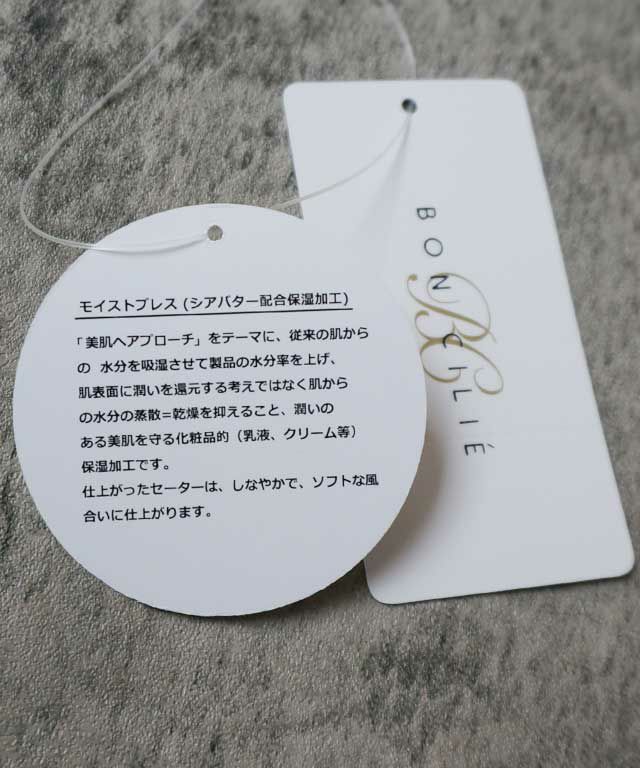 モイストブレス (シアバター配合保湿加工)
「美肌へアプローチ」をテーマに、従来の肌から
の 水分を吸湿させて製品の水分率を上げ、
肌表面に潤いを還元する考えではなく肌から
の水分の蒸散=乾燥を抑えること、潤いの
ある美肌を守る化粧品的（乳液、クリーム等）
保湿加工です。
仕上がったセーターは、しなやかで、ソフトな風
合いに仕上がります。
BON CILIÉ
BC